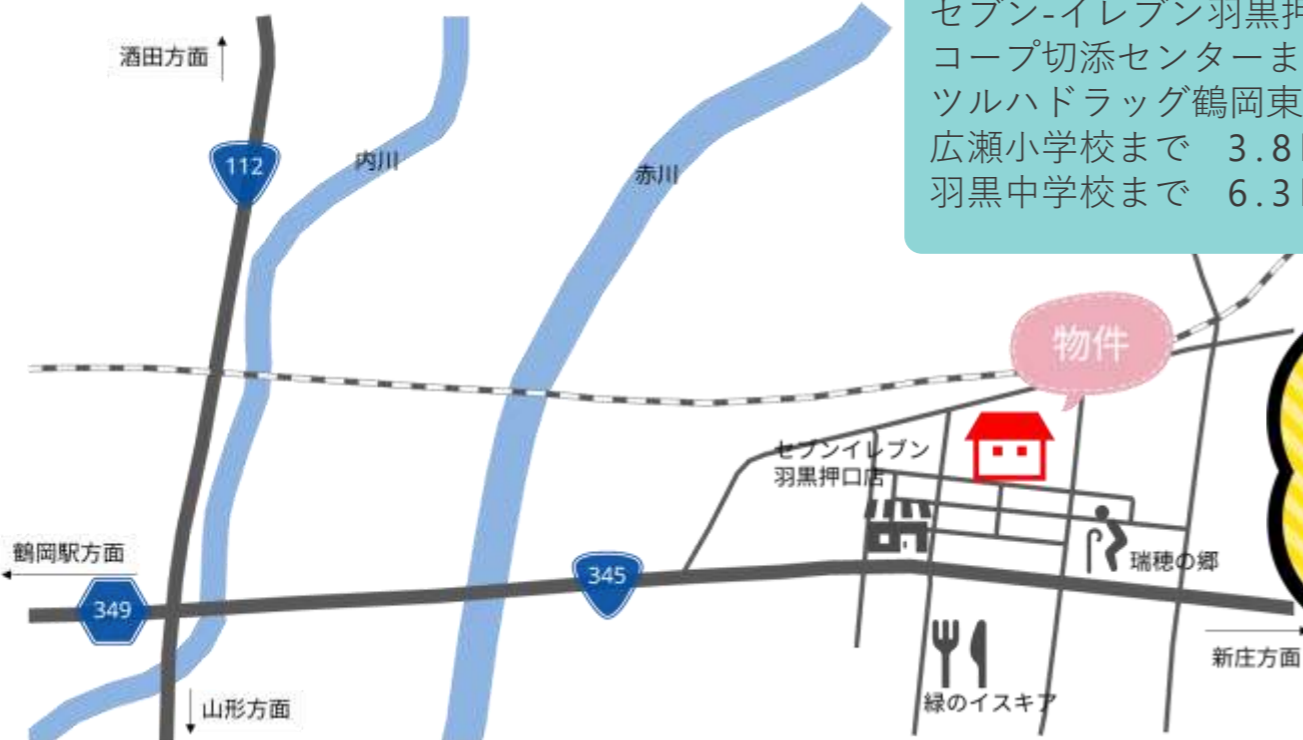 セブン-イレブン羽黒押
コープ切添センターま
ツルハドラッグ鶴岡東
広瀬小学校まで 3.8
羽黒中学校まで 6.3
酒田方面
112
内川
赤川
物件
セブンイレブン
羽黒押口店
鶴岡駅方面
349
345
瑞穂の郷
新庄方面
緑のイスキア
山形方面